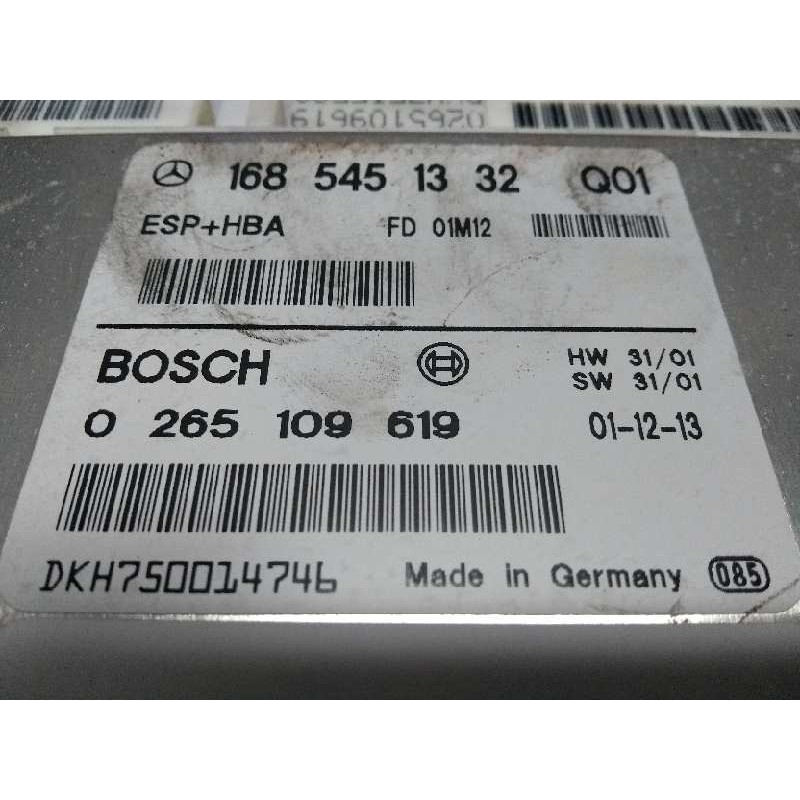 0265109619
168 545 13 32 Q01
ESP+HBA FD 01M12
BOSCH HW 31/01
SW 31/01
0 265 109 619 01-12-13
DKH750014746 Made in Germany 085